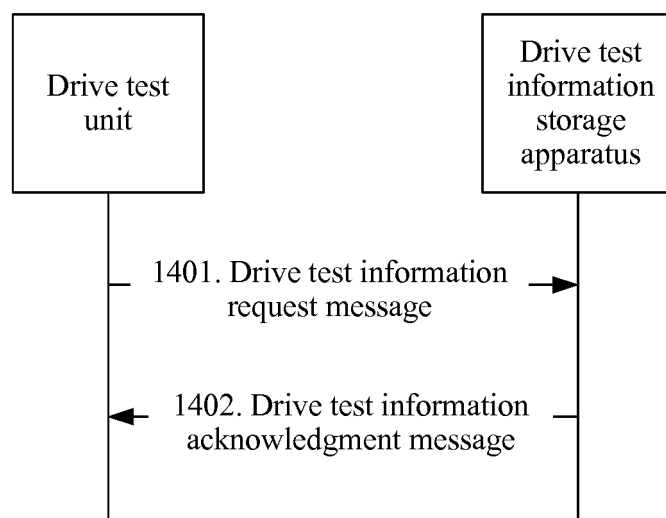 Drive test
unit
Drive test
information
storage
apparatus
1401. Drive test information
request message
1402. Drive test information
acknowledgment message